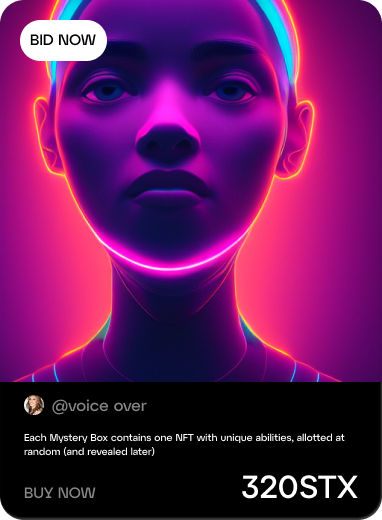 BID NOW
@voice over
Each Mystery Box contains one NFT with unique abilities, allotted at
random (and revealed later)
BUY NOW
320STX